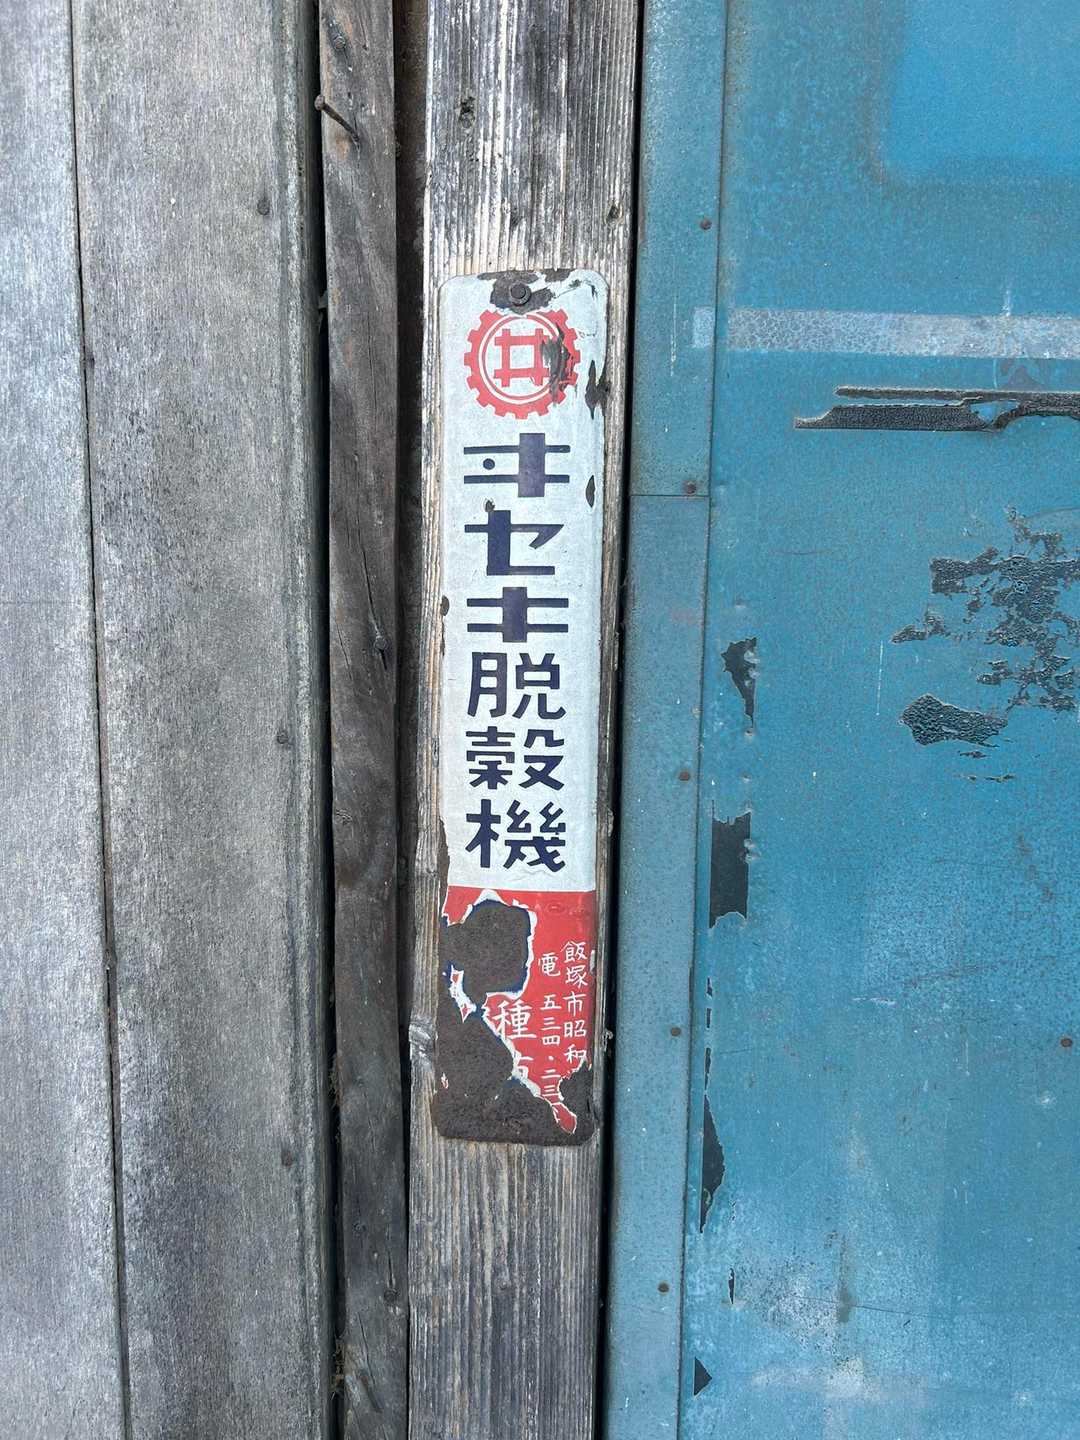 井
ヰセキ脱穀機
飯塚市昭和
電 五三四・二三
種